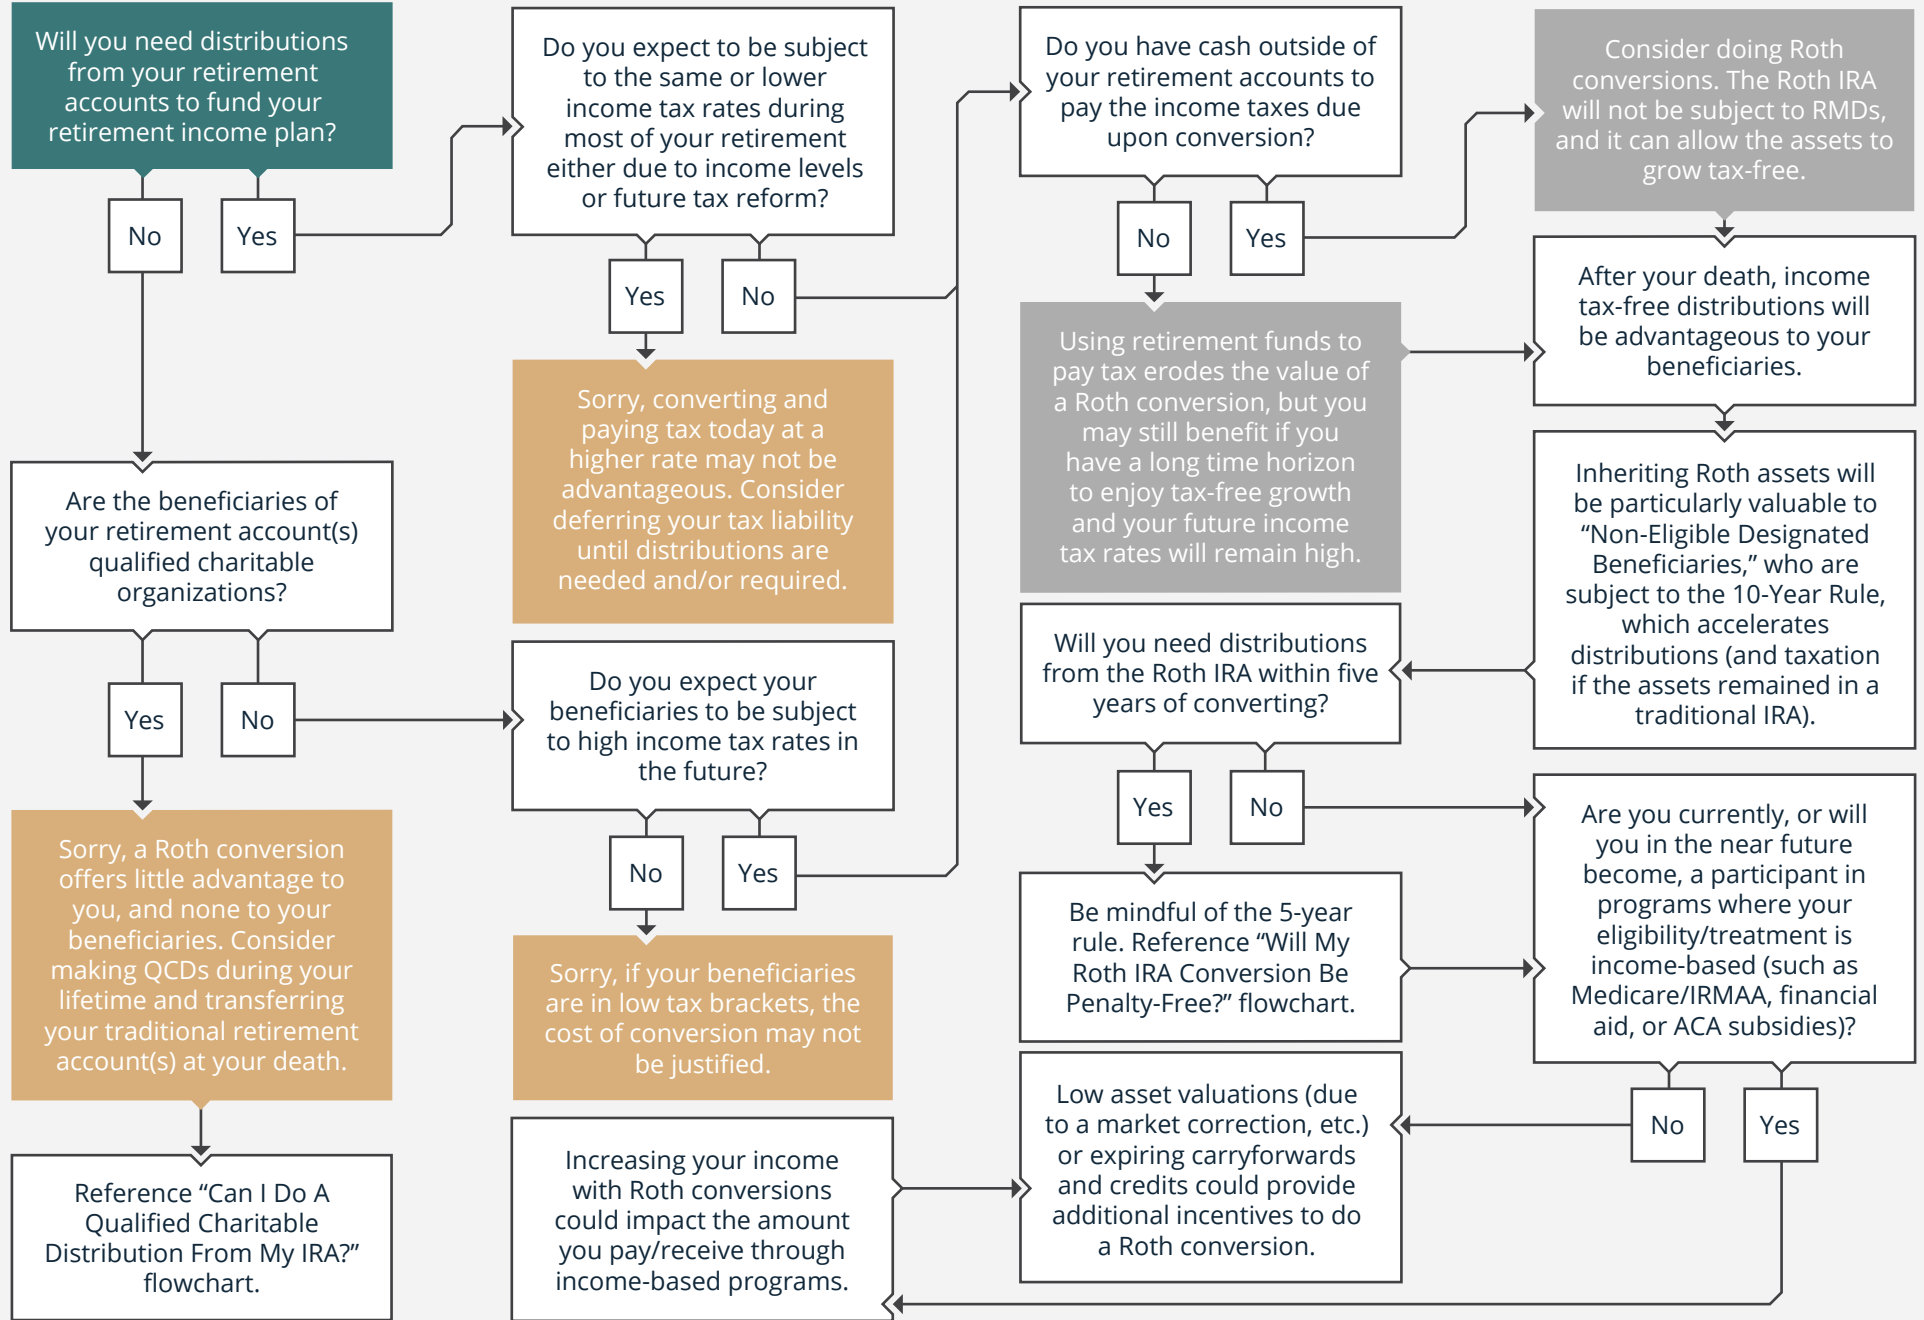 Will you need distributions
from your retirement
accounts to fund your
retirement income plan?
No
Yes
Are the beneficiaries of
your retirement account(s)
qualified charitable
organizations?
Yes
No
Sorry, a Roth conversion
offers little advantage to
you, and none to your
beneficiaries. Consider
making QCDs during your
lifetime and transferring
your traditional retirement
account(s) at your death.
Reference “Can I Do A
Qualified Charitable
Distribution From My IRA?”
flowchart.
Do you expect to be subject
to the same or lower
income tax rates during
most of your retirement
either due to income levels
or future tax reform?
Yes
No
Sorry, converting and
paying tax today at a
higher rate may not be
advantageous. Consider
deferring your tax liability
until distributions are
needed and/or required.
Do you expect your
beneficiaries to be subject
to high income tax rates in
the future?
No
Yes
Sorry, if your beneficiaries
are in low tax brackets, the
cost of conversion may not
be justified.
Increasing your income
with Roth conversions
could impact the amount
you pay/receive through
income-based programs.
Do you have cash outside of
your retirement accounts to
pay the income taxes due
upon conversion?
No
Yes
Using retirement funds to
pay tax erodes the value of
a Roth conversion, but you
may still benefit if you
have a long time horizon
to enjoy tax-free growth
and your future income
tax rates will remain high.
Will you need distributions
from the Roth IRA within five
years of converting?
Yes
No
Be mindful of the 5-year
rule. Reference “Will My
Roth IRA Conversion Be
Penalty-Free?” flowchart.
Low asset valuations (due
to a market correction, etc.)
or expiring carryforwards
and credits could provide
additional incentives to do
a Roth conversion.
Consider doing Roth
conversions. The Roth IRA
will not be subject to RMDs,
and it can allow the assets to
grow tax-free.
After your death, income
tax-free distributions will
be advantageous to your
beneficiaries.
Inheriting Roth assets will
be particularly valuable to
“Non-Eligible Designated
Beneficiaries,” who are
subject to the 10-Year Rule,
which accelerates
distributions (and taxation
if the assets remained in a
traditional IRA).
Are you currently, or will
you in the near future
become, a participant in
programs where your
eligibility/treatment is
income-based (such as
Medicare/IRMAA, financial
aid, or ACA subsidies)?
No
Yes